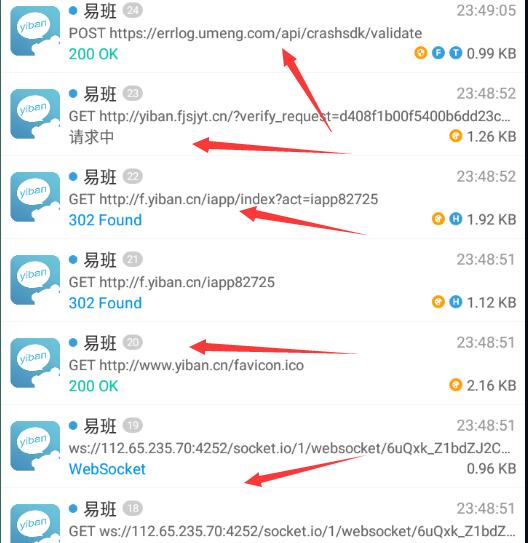 易班 24 23:49:05
POST https://errlog.umeng.com/api/crashsdk/validate
yiban
200 OK F T 0.99 KB
易班 23 23:48:52
GET http://yiban.fjsjyt.cn/?verify_request=d408f1b00f5400b6dd23c...
yiban
请求中 1.26 KB
易班 22 23:48:52
GET http://f.yiban.cn/iapp/index?act=iapp82725
yiban
302 Found H 1.92 KB
易班 21 23:48:51
GET http://f.yiban.cn/iapp82725
yiban
302 Found H 1.12 KB
易班 20 23:48:51
GET http://www.yiban.cn/favicon.ico
yiban
200 OK 2.16 KB
易班 19 23:48:51
ws://112.65.235.70:4252/socket.io/1/websocket/6uQxk_Z1bdZJ2C...
yiban
WebSocket 0.96 KB
易班 18 23:48:51
GET ws://112.65.235.70:4252/socket.io/1/websocket/6uQxk_Z1bdZ...
yiban